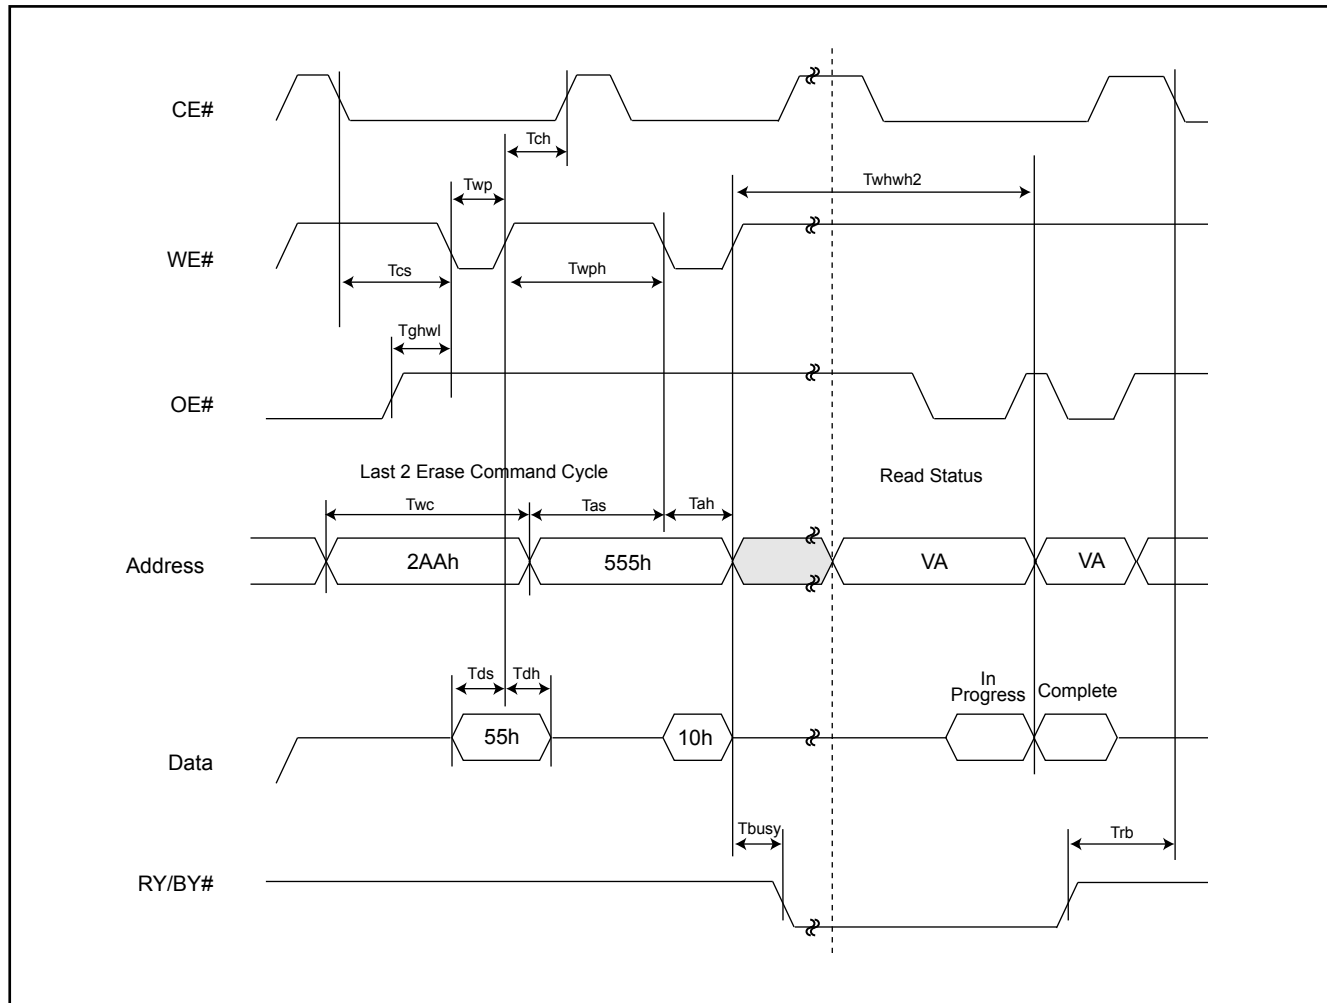 CE#
Tch
Twp
Twhwh2
WE#
Tcs
Twph
Tghwl
OE#
Last 2 Erase Command Cycle
Read Status
Twc
Tas
Tah
Address
2AAh
555h
VA
VA
Tds
Tdh
In
Progress
Complete
55h
10h
Data
Tbusy
Trb
RY/BY#